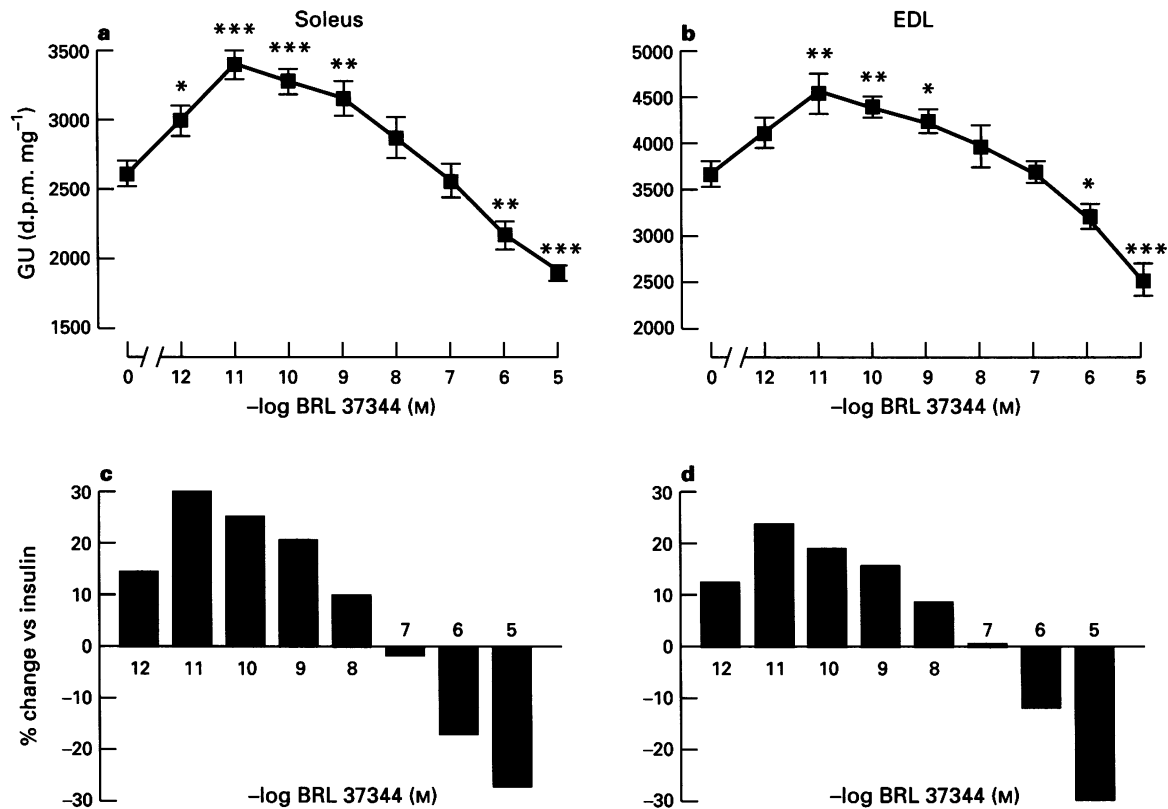 a
Soleus
GU (d.p.m. mg⁻¹)
3500
3000
2500
2000
1500
*
***
***
**
**
***
0 12 11 10 9 8 7 6 5
–log BRL 37344 (M)
b
EDL
5000
4500
4000
3500
3000
2500
2000
**
**
*
*
***
0 12 11 10 9 8 7 6 5
–log BRL 37344 (M)
c
% change vs insulin
30
20
10
0
–10
–20
–30
7 6 5
12 11 10 9 8
–log BRL 37344 (M)
d
30
20
10
0
–10
–20
–30
7 6 5
12 11 10 9 8
–log BRL 37344 (M)